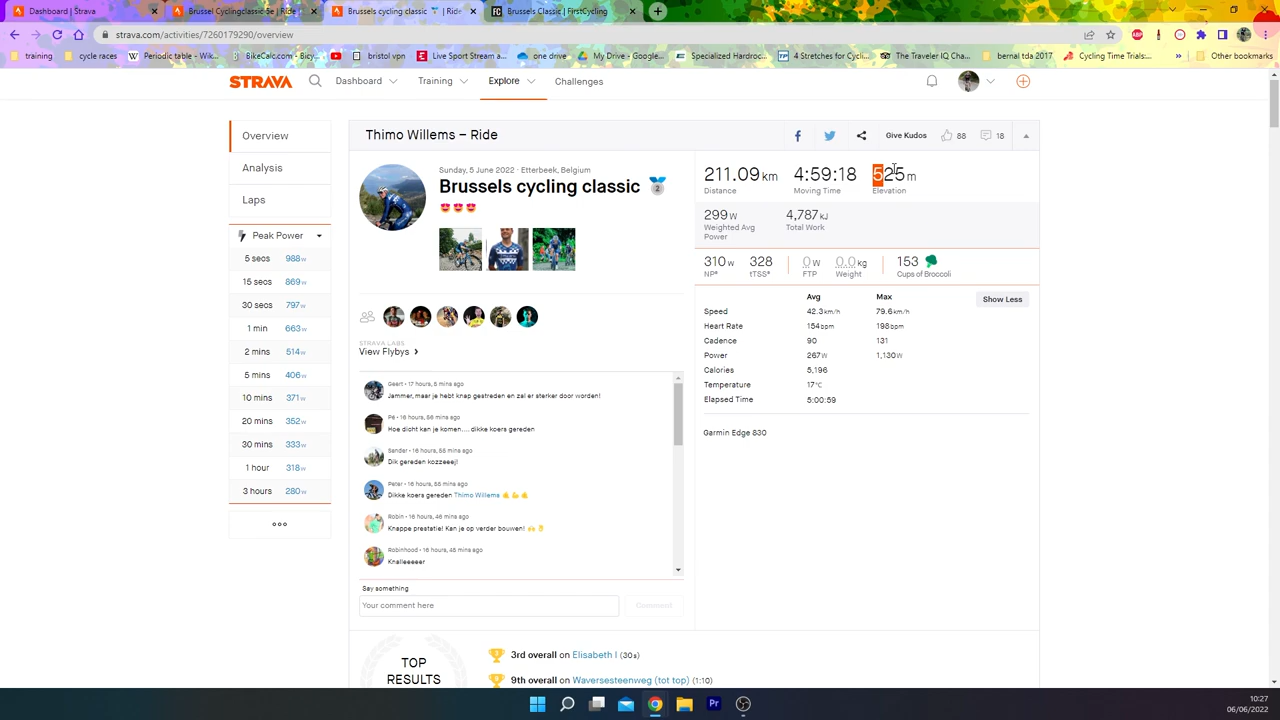 Dashboard | Strava
Brussels Cycling classic 5e | Ride
Brussels cycling classic | Ride
Brussels Classic | FirstCycling
strava.com/activities/7260179290/overview
training
cycle races
Periodic table - Wik...
BikeCalc.com - Bicy...
bristol vpn
Live Sport Stream a...
one drive
My Drive - Google...
Specialized Hardroc...
4 Stretches for Cycli...
The Traveler IQ Cha...
bernal tda 2017
Cycling Time Trials:...
Other bookmarks
STRAVA
Dashboard
Training
Explore
Challenges
Overview
Analysis
Laps
Peak Power
5 secs 988W
15 secs 869W
30 secs 797W
1 min 663W
2 mins 514W
5 mins 406W
10 mins 371W
20 mins 352W
30 mins 333W
1 hour 318W
3 hours 280W
Thimo Willems – Ride
Give Kudos
88
18
Sunday, 5 June 2022 · Etterbeek, Belgium
Brussels cycling classic
2
STRAVA LABS
View Flybys
Geert • 17 hours, 5 mins ago
Jammer, maar je hebt knap gestreden en zal er sterker door worden!
Pé • 16 hours, 56 mins ago
Hoe dicht kan je komen.... dikke koers gereden
Sander • 16 hours, 55 mins ago
Dik gereden kozzeeej!
Peter • 16 hours, 55 mins ago
Dikke koers gereden Thimo Willems
Robin • 16 hours, 46 mins ago
Knappe prestatie! Kan je op verder bouwen!
Robinhood • 16 hours, 45 mins ago
Knalleeeeer
Say something
Your comment here
Comment
211.09km
Distance
4:59:18
Moving Time
525m
Elevation
299W
Weighted Avg
Power
4,787kJ
Total Work
310W
NP®
328
tTSS®
0W
FTP
0.0kg
Weight
153
Cups of Broccoli
Avg Max
Show Less
Speed 42.3km/h 79.6km/h
Heart Rate 154bpm 198bpm
Cadence 90 131
Power 267W 1,130W
Calories 5,196
Temperature 17℃
Elapsed Time 5:00:59
Garmin Edge 830
TOP
RESULTS
3rd overall on Elisabeth I (30s)
9th overall on Waversesteenweg (tot top) (1:10)
10:27
06/06/2022